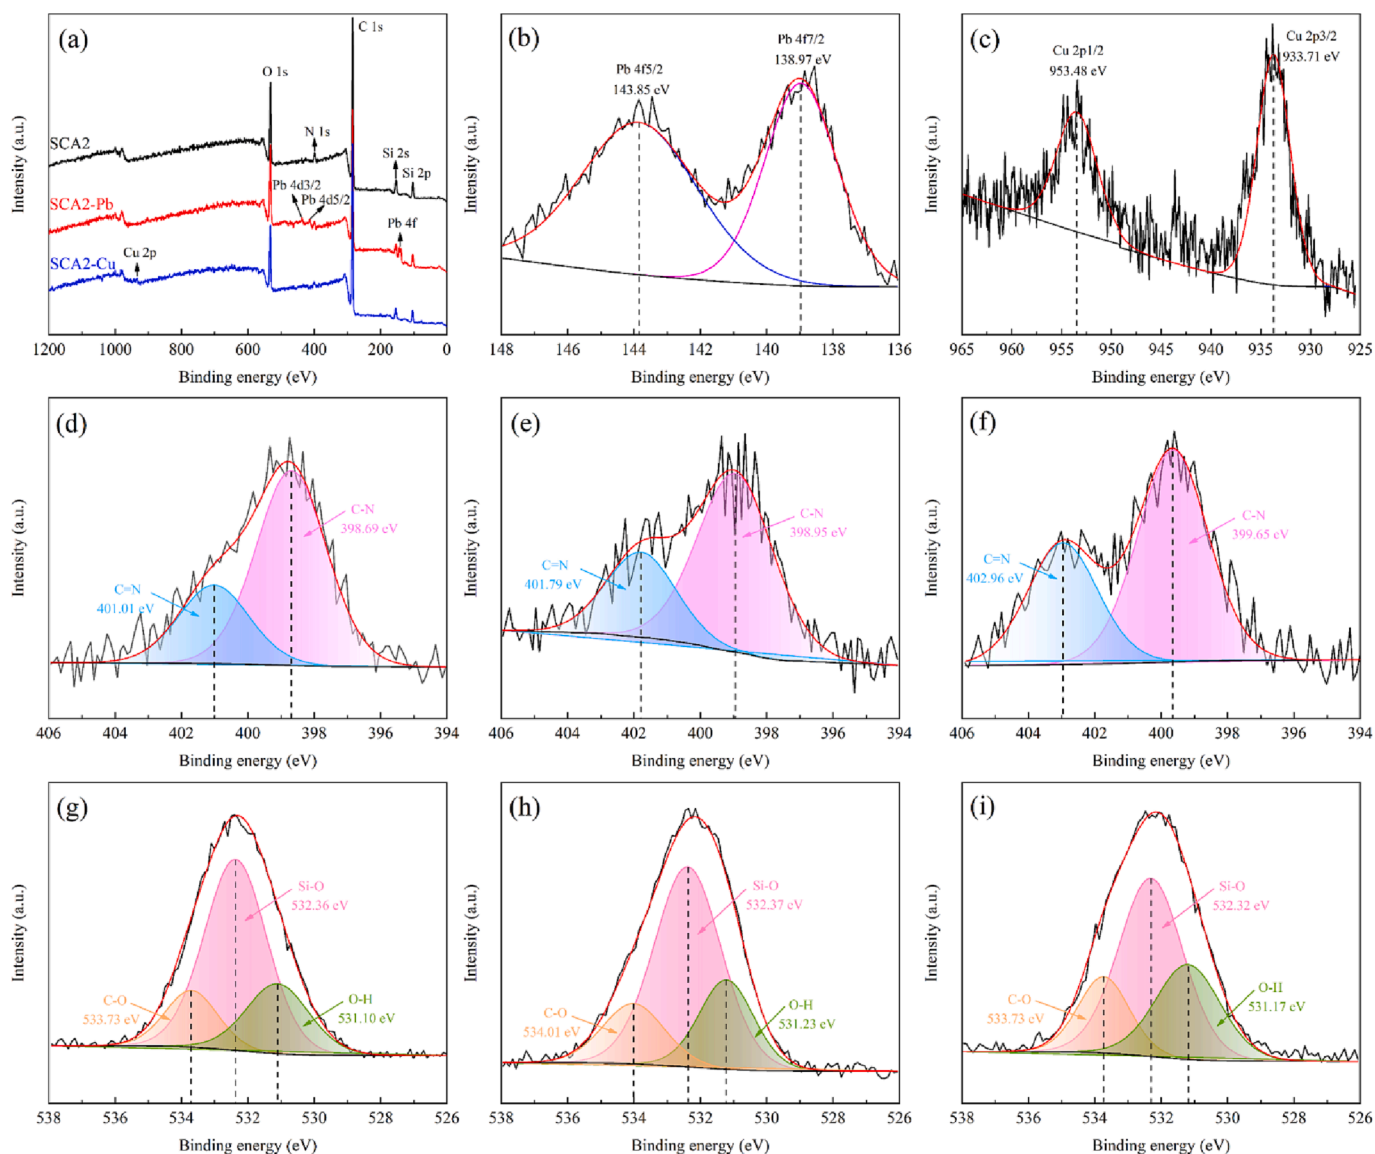 (a)
C 1s
O 1s
N 1s
SCA2
Si 2s
Si 2p
Pb 4d3/2
Pb 4d5/2
SCA2-Pb
Pb 4f
Cu 2p
SCA2-Cu
Intensity (a.u.)
1200 1000 800 600 400 200 0
Binding energy (eV)
(b)
Pb 4f7/2
138.97 eV
Pb 4f5/2
143.85 eV
Intensity (a.u.)
148 146 144 142 140 138 136
Binding energy (eV)
(c)
Cu 2p1/2
953.48 eV
Cu 2p3/2
933.71 eV
Intensity (a.u.)
965 960 955 950 945 940 935 930 925
Binding energy (eV)
(d)
C-N
398.69 eV
C=N
401.01 eV
Intensity (a.u.)
406 404 402 400 398 396 394
Binding energy (eV)
(e)
C-N
398.95 eV
C=N
401.79 eV
Intensity (a.u.)
406 404 402 400 398 396 394
Binding energy (eV)
(f)
C-N
399.65 eV
C=N
402.96 eV
Intensity (a.u.)
406 404 402 400 398 396 394
Binding energy (eV)
(g)
Si-O
532.36 eV
C-O
533.73 eV
O-H
531.10 eV
Intensity (a.u.)
538 536 534 532 530 528 526
Binding energy (eV)
(h)
Si-O
532.37 eV
C-O
534.01 eV
O-H
531.23 eV
Intensity (a.u.)
538 536 534 532 530 528 526
Binding energy (eV)
(i)
Si-O
532.32 eV
C-O
533.73 eV
O-H
531.17 eV
Intensity (a.u.)
538 536 534 532 530 528 526
Binding energy (eV)